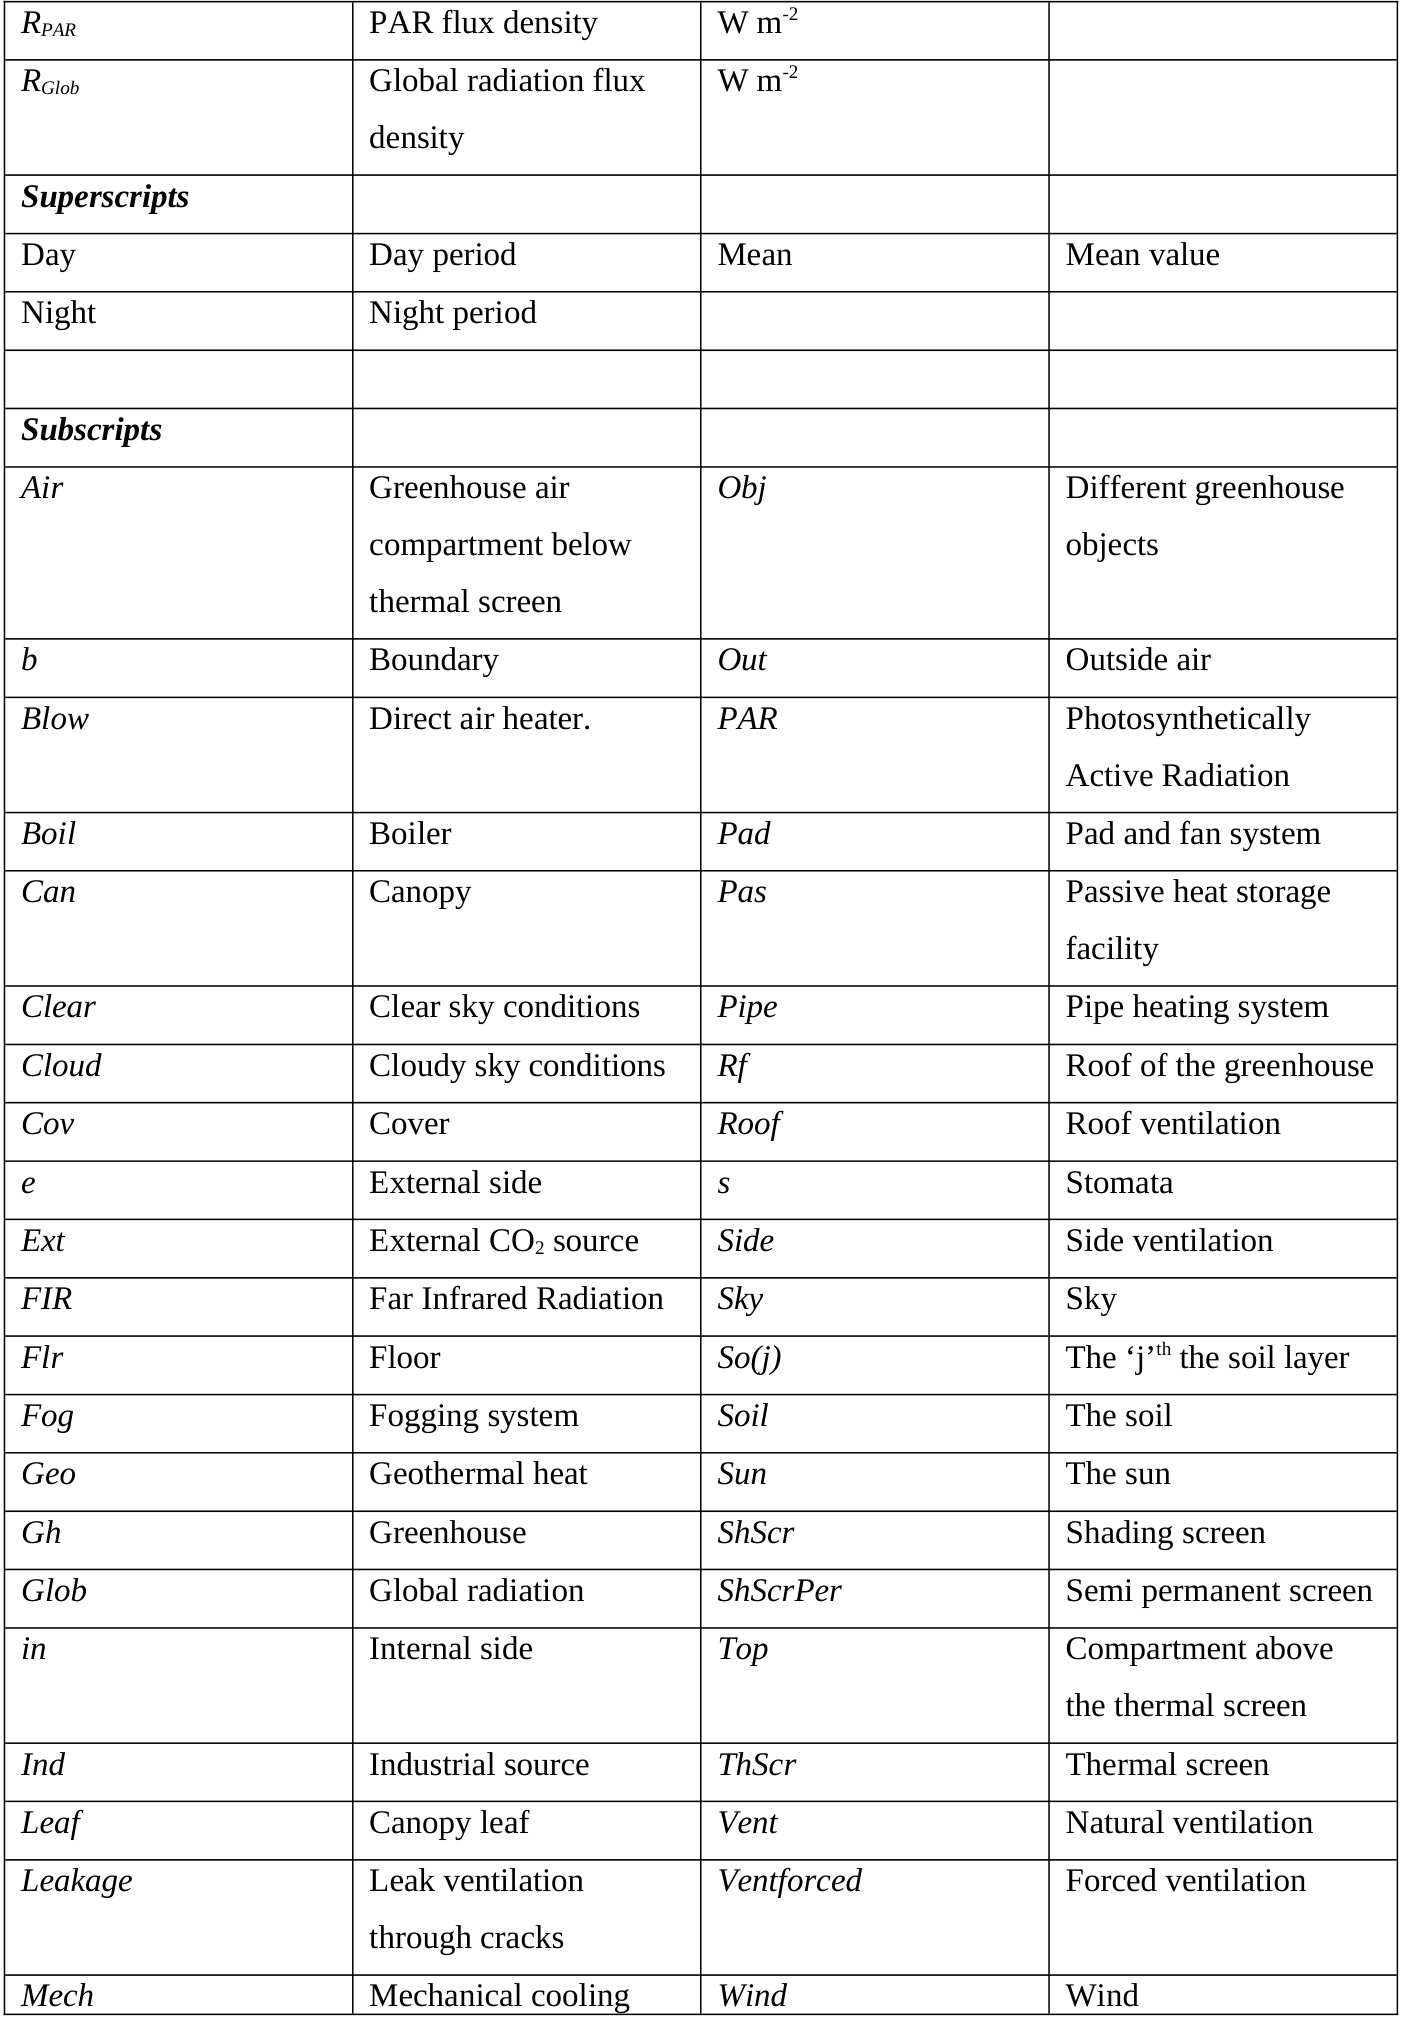 R_PAR PAR flux density W m^-2
R_Glob Global radiation flux W m^-2
density
Superscripts
Day Day period Mean Mean value
Night Night period
Subscripts
Air Greenhouse air Obj Different greenhouse
compartment below objects
thermal screen
b Boundary Out Outside air
Blow Direct air heater. PAR Photosynthetically
Active Radiation
Boil Boiler Pad Pad and fan system
Can Canopy Pas Passive heat storage
facility
Clear Clear sky conditions Pipe Pipe heating system
Cloud Cloudy sky conditions Rf Roof of the greenhouse
Cov Cover Roof Roof ventilation
e External side s Stomata
Ext External CO₂ source Side Side ventilation
FIR Far Infrared Radiation Sky Sky
Flr Floor So(j) The ‘j’^th the soil layer
Fog Fogging system Soil The soil
Geo Geothermal heat Sun The sun
Gh Greenhouse ShScr Shading screen
Glob Global radiation ShScrPer Semi permanent screen
in Internal side Top Compartment above
the thermal screen
Ind Industrial source ThScr Thermal screen
Leaf Canopy leaf Vent Natural ventilation
Leakage Leak ventilation Ventforced Forced ventilation
through cracks
Mech Mechanical cooling Wind Wind